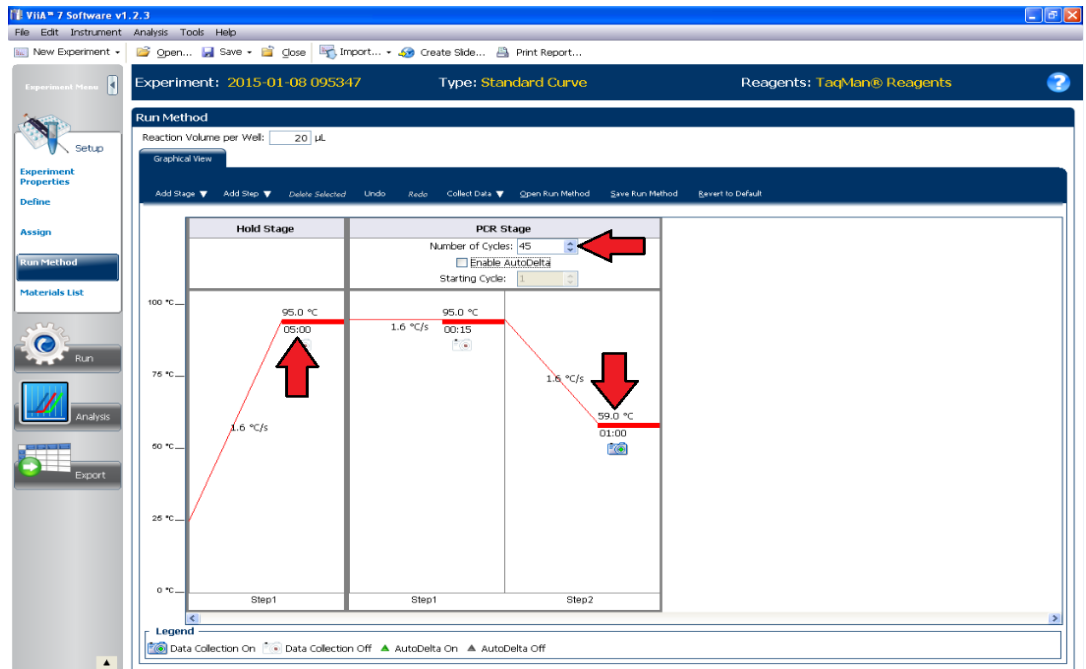 ViiA™ 7 Software v1.2.3
File Edit Instrument Analysis Tools Help
New Experiment Open... Save Close Import... Create Slide... Print Report...
Experiment Menu
Experiment: 2015-01-08 095347 Type: Standard Curve Reagents: TaqMan® Reagents
Setup
Experiment Properties
Define
Assign
Run Method
Materials List
Run
Analysis
Export
Run Method
Reaction Volume per Well: 20 µL
Graphical View
Add Stage Add Step Delete Selected Undo Redo Collect Data Open Run Method Save Run Method Revert to Default
Hold Stage PCR Stage
Number of Cycles: 45
Enable AutoDelta
Starting Cycle: 1
100 °C
95.0 °C 95.0 °C
05:00 1.6 °C/s 00:15
75 °C
1.6 °C/s
59.0 °C
1.6 °C/s 01:00
50 °C
25 °C
0 °C
Step1 Step1 Step2
Legend
Data Collection On Data Collection Off AutoDelta On AutoDelta Off